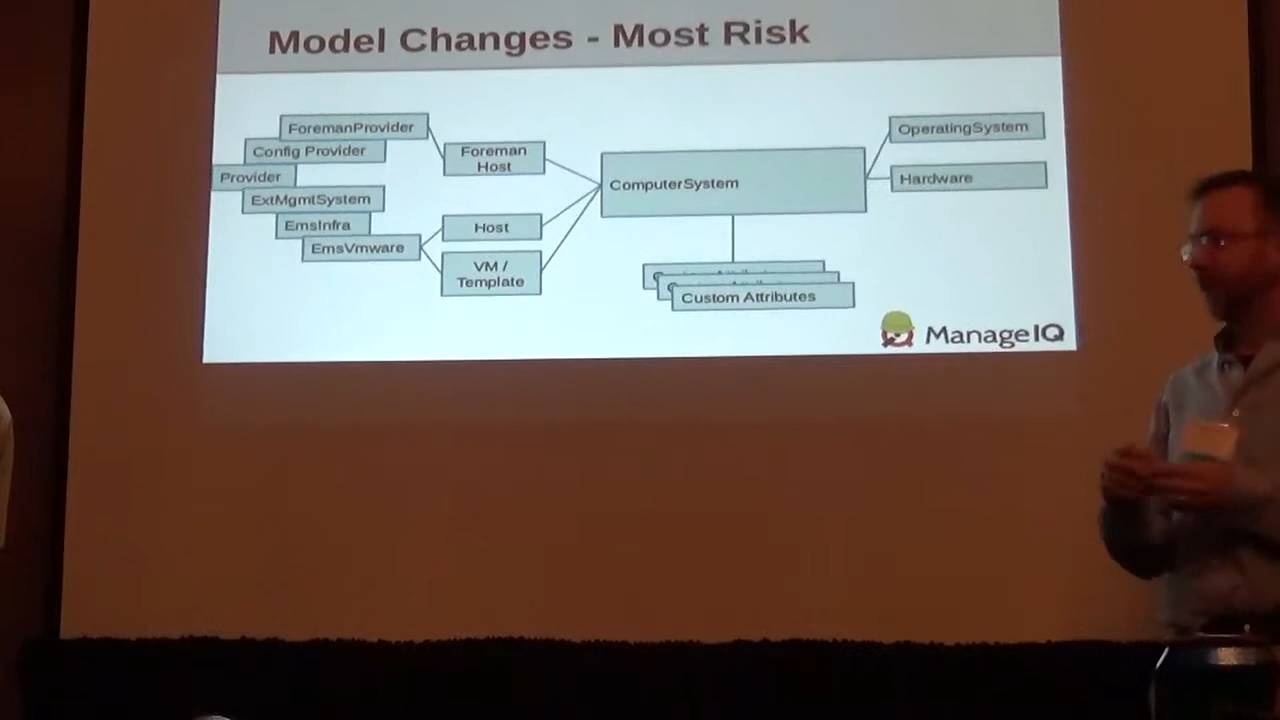 Model Changes - Most Risk
ForemanProvider
Config Provider
Provider
ExtMgmtSystem
EmsInfra
EmsVmware
Foreman
Host
Host
VM /
Template
ComputerSystem
OperatingSystem
Hardware
Custom Attributes
ManageIQ